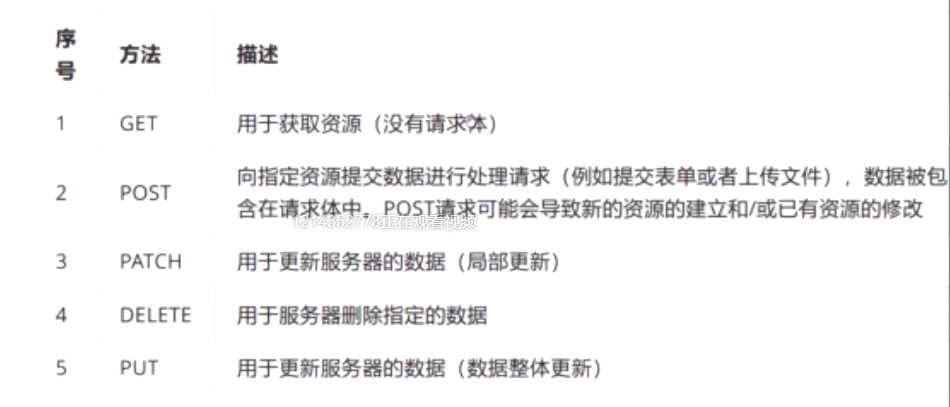 序号 方法 描述
1 GET 用于获取资源（没有请求体）
2 POST 向指定资源提交数据进行处理请求（例如提交表单或者上传文件），数据被包
含在请求体中。POST请求可能会导致新的资源的建立和/或已有资源的修改
1214352778正在观看视频
3 PATCH 用于更新服务器的数据（局部更新）
4 DELETE 用于服务器删除指定的数据
5 PUT 用于更新服务器的数据（数据整体更新）